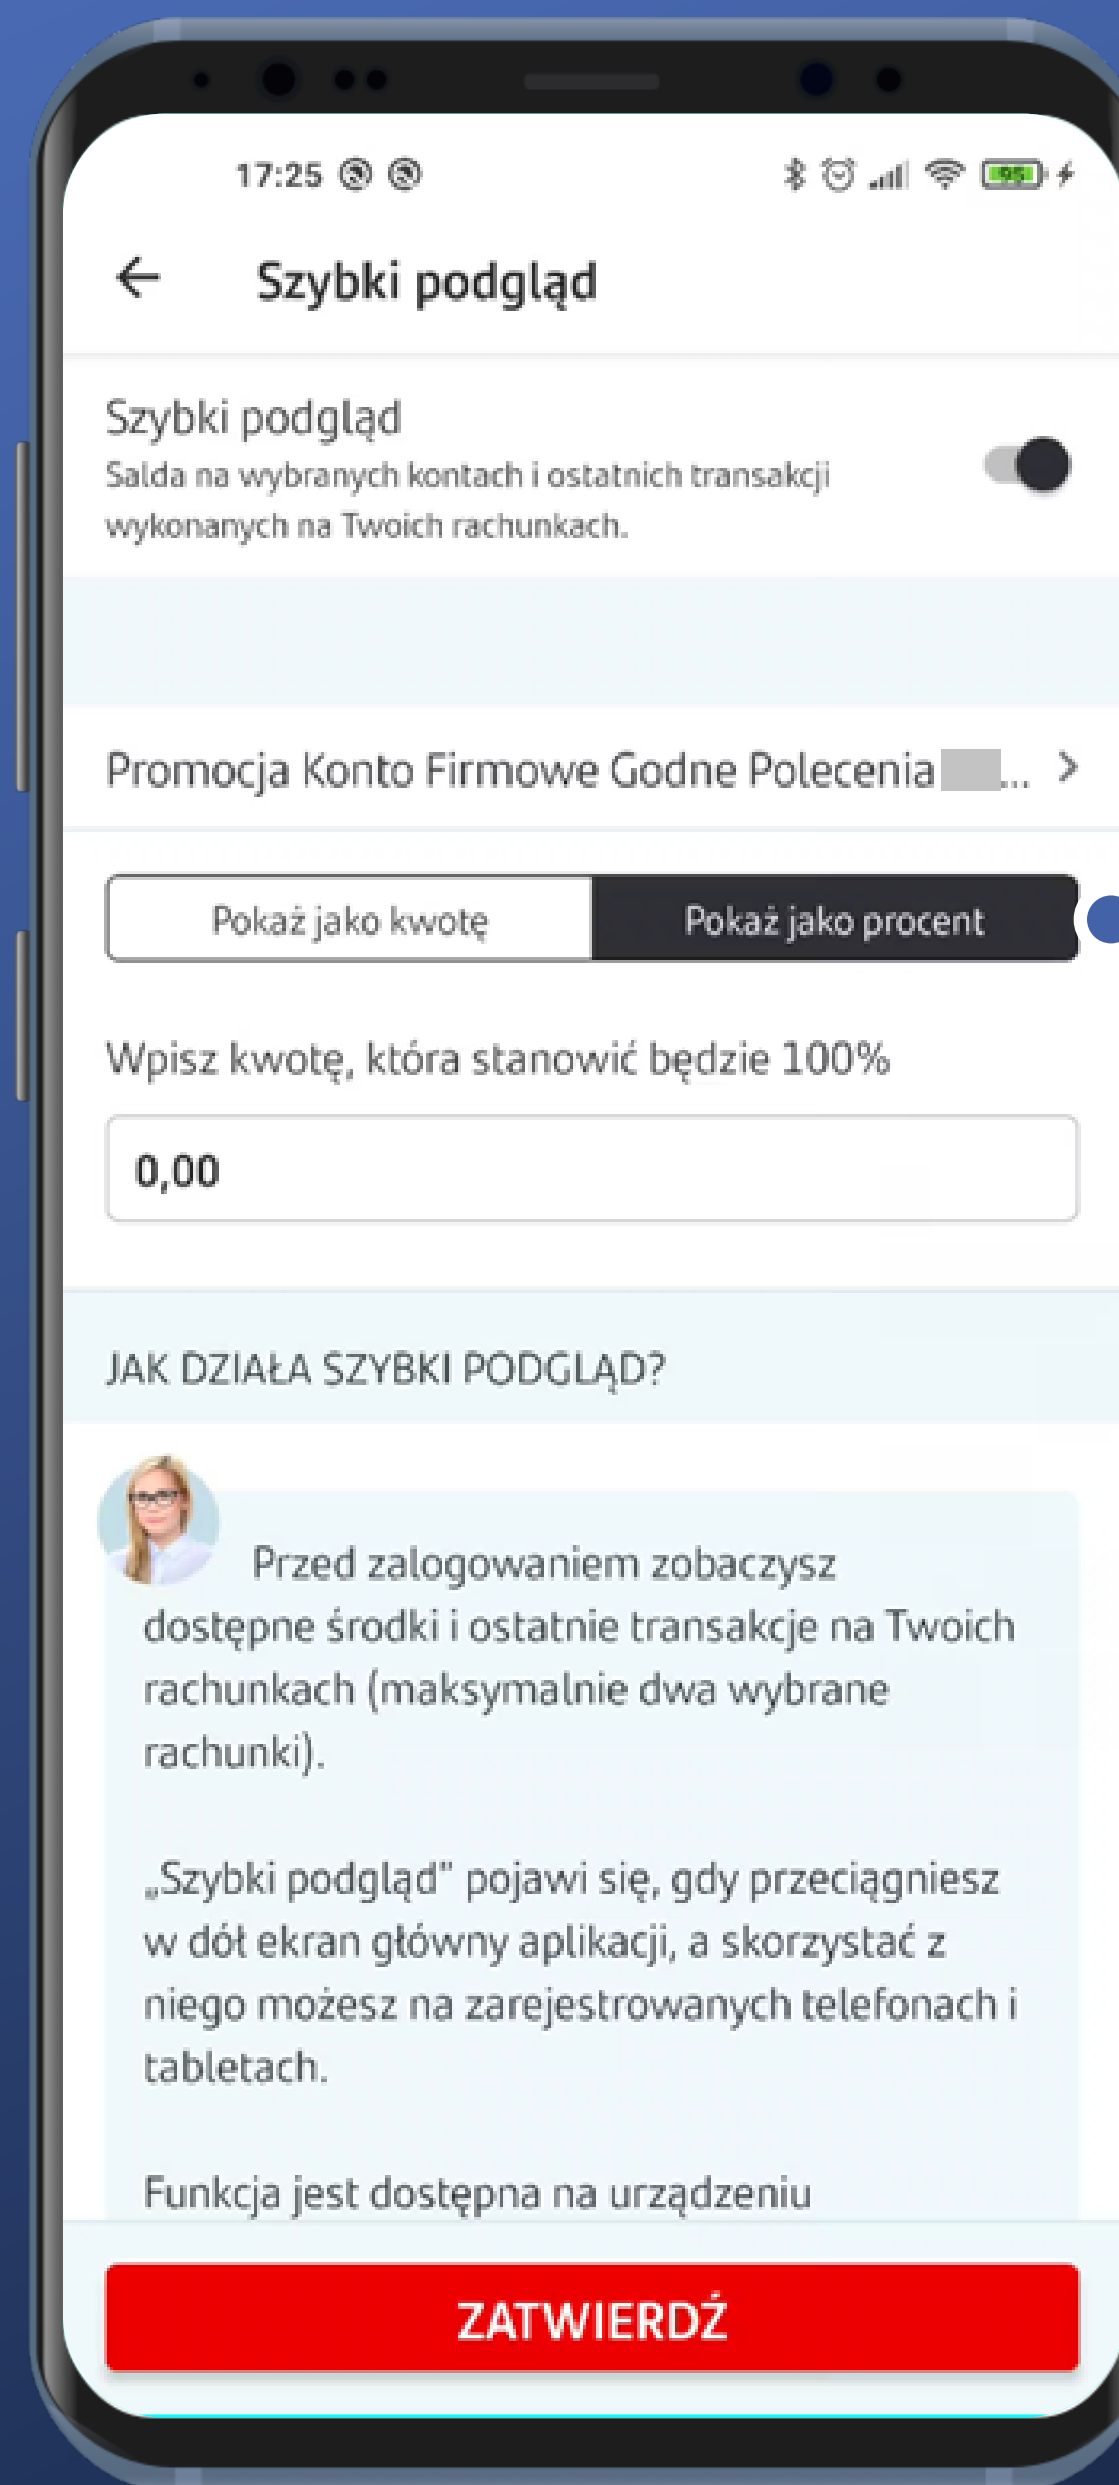 17:25
95
Szybki podgląd
Szybki podgląd
Salda na wybranych kontach i ostatnich transakcji
wykonanych na Twoich rachunkach.
Promocja Konto Firmowe Godne Polecenia ...
Pokaż jako kwotę
Pokaż jako procent
Wpisz kwotę, która stanowić będzie 100%
0,00
JAK DZIAŁA SZYBKI PODGLĄD?
Przed zalogowaniem zobaczysz
dostępne środki i ostatnie transakcje na Twoich
rachunkach (maksymalnie dwa wybrane
rachunki).
„Szybki podgląd" pojawi się, gdy przeciągniesz
w dół ekran główny aplikacji, a skorzystać z
niego możesz na zarejestrowanych telefonach i
tabletach.
Funkcja jest dostępna na urządzeniu
ZATWIERDŹ